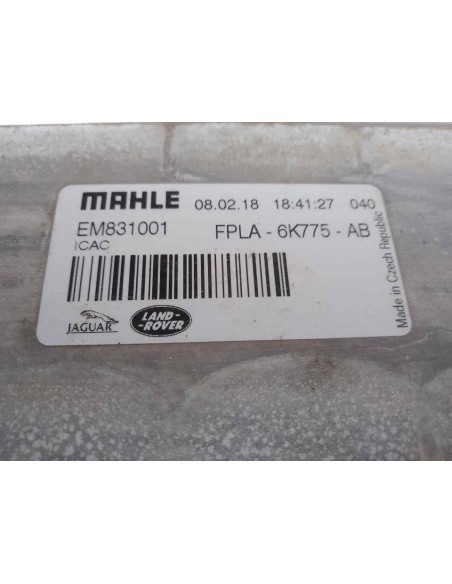 MAHLE 08.02.18 18:41:27 040
EM831001 FPLA - 6K775 - AB
ICAC
JAGUAR
LAND-
-ROVER
Made in Czech Republic